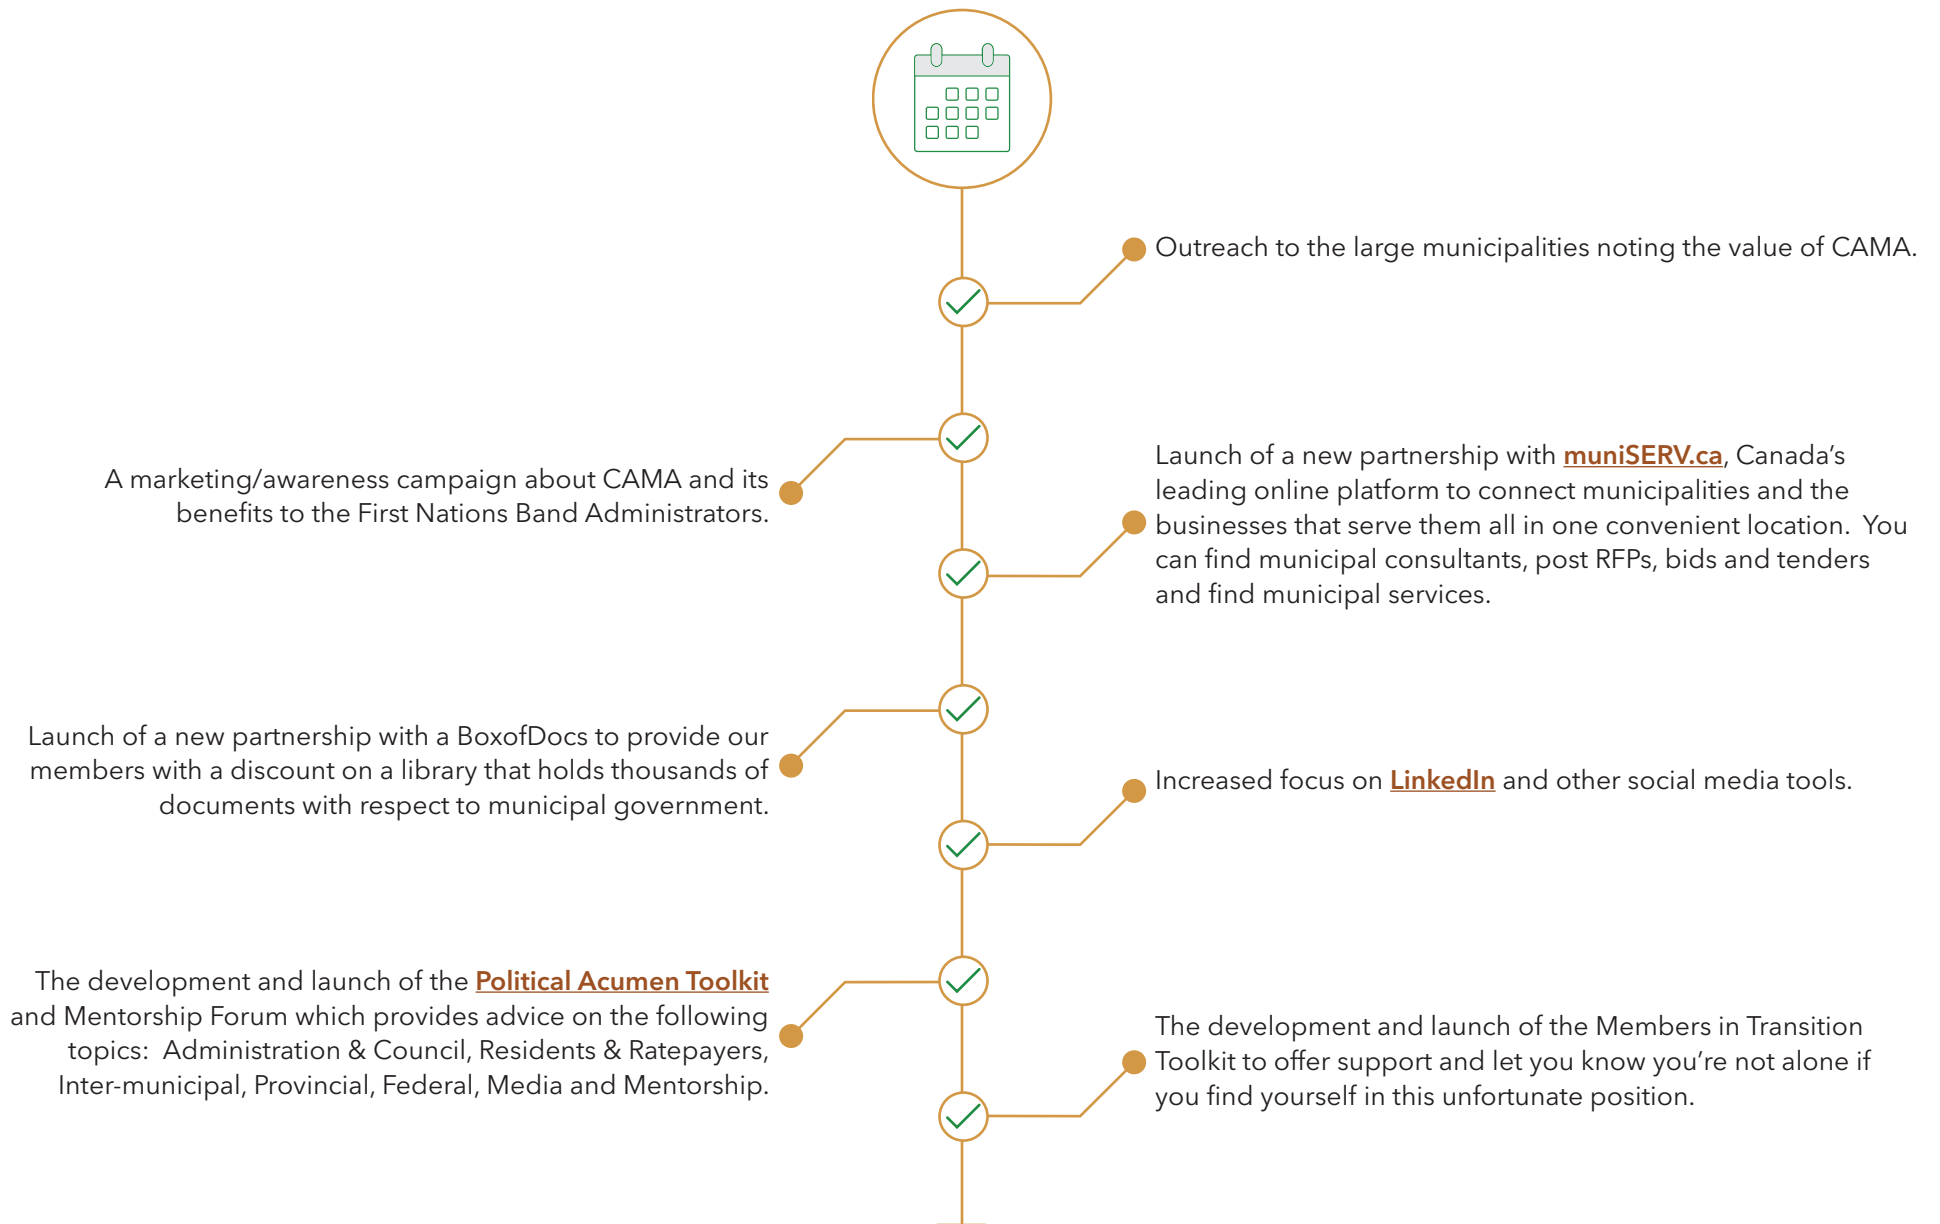 Outreach to the large municipalities noting the value of CAMA.
A marketing/awareness campaign about CAMA and its
benefits to the First Nations Band Administrators.
Launch of a new partnership with muniSERV.ca, Canada’s
leading online platform to connect municipalities and the
businesses that serve them all in one convenient location.  You
can find municipal consultants, post RFPs, bids and tenders
and find municipal services.
Launch of a new partnership with a BoxofDocs to provide our
members with a discount on a library that holds thousands of
documents with respect to municipal government.
Increased focus on LinkedIn and other social media tools.
The development and launch of the Political Acumen Toolkit
and Mentorship Forum which provides advice on the following
topics:  Administration & Council, Residents & Ratepayers,
Inter-municipal, Provincial, Federal, Media and Mentorship.
The development and launch of the Members in Transition
Toolkit to offer support and let you know you’re not alone if
you find yourself in this unfortunate position.